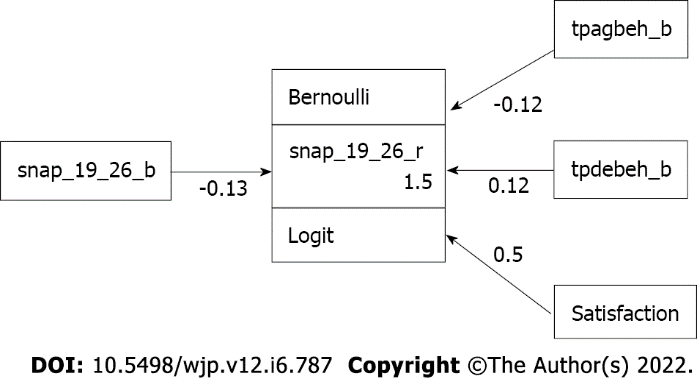 tpagbeh_b
Bernoulli
-0.12
snap_19_26_b
-0.13
snap_19_26_r
1.5
tpdebeh_b
0.12
Logit
0.5
Satisfaction
DOI: 10.5498/wjp.v12.i6.787 Copyright ©The Author(s) 2022.